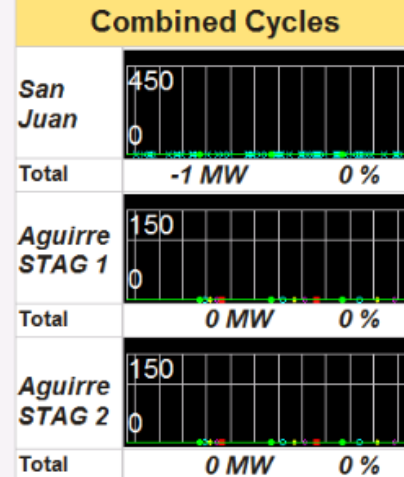 Combined Cycles
San
Juan
450
0
Total -1 MW 0 %
Aguirre
STAG 1
150
0
Total 0 MW 0 %
Aguirre
STAG 2
150
0
Total 0 MW 0 %